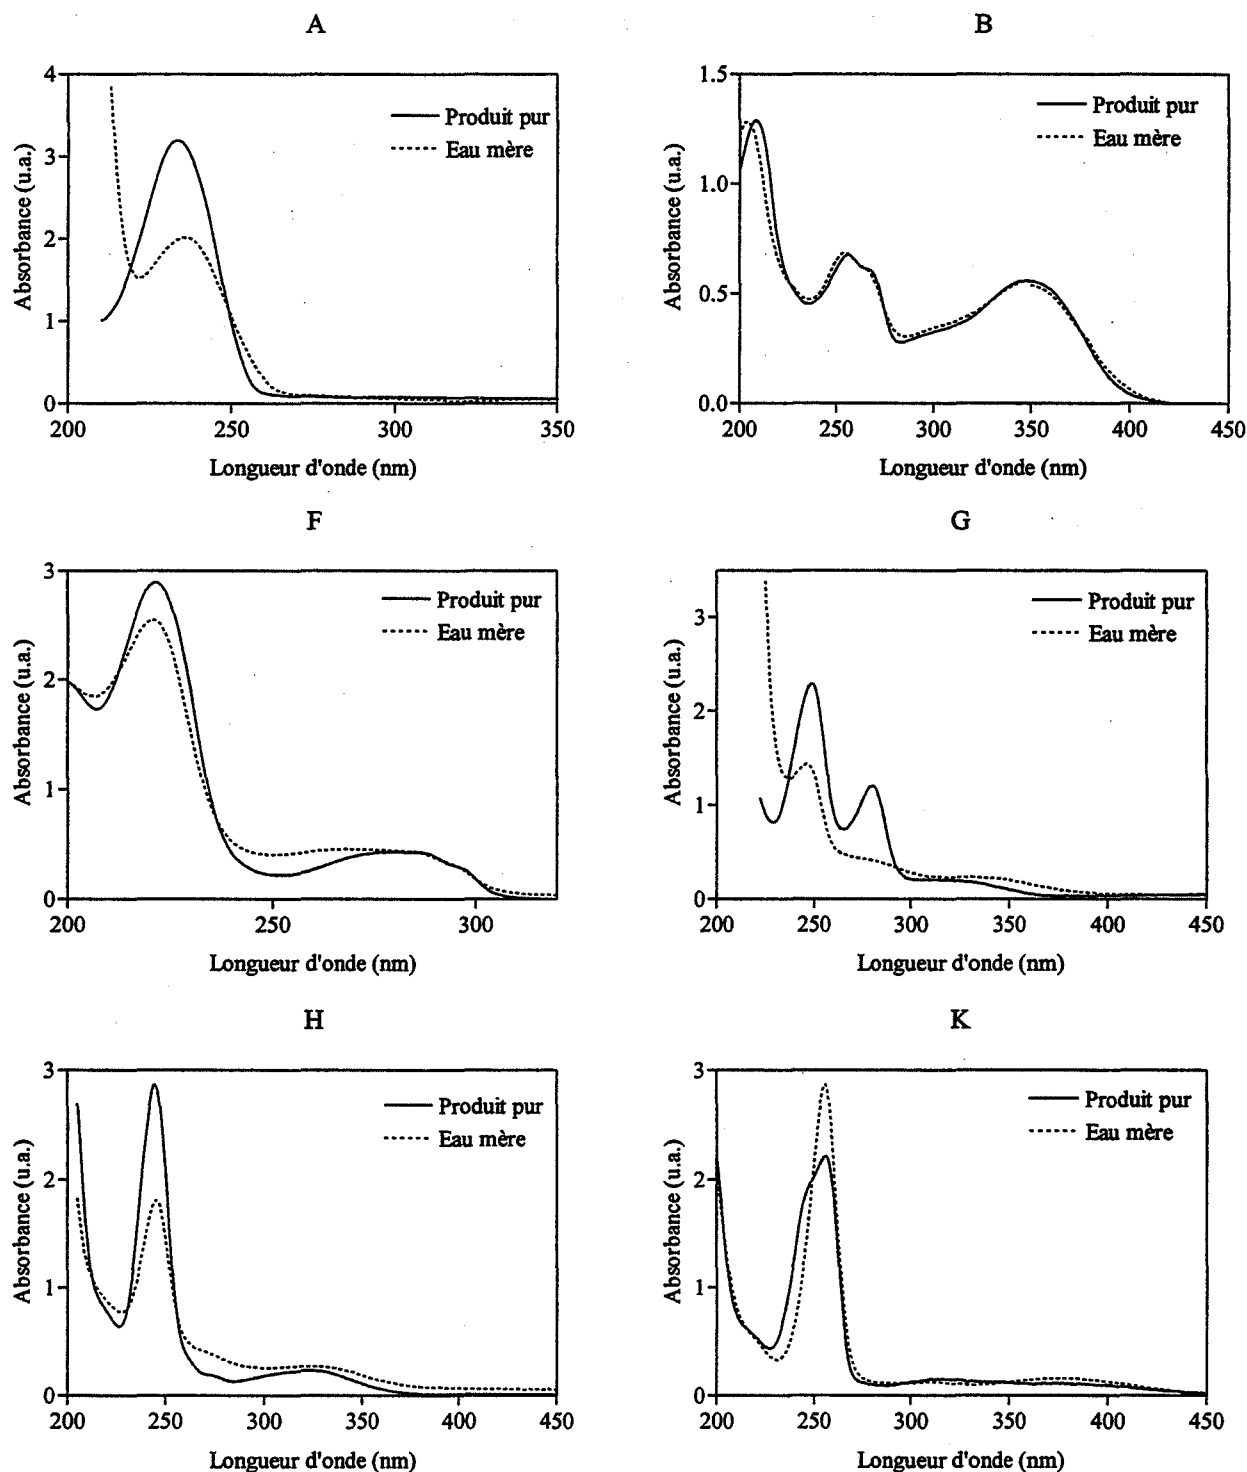 A
Absorbance (u.a.)
4
3
2
1
0
Produit pur
Eau mère
200 250 300 350
Longueur d'onde (nm)
B
Absorbance (u.a.)
1.5
1.0
0.5
0.0
Produit pur
Eau mère
200 250 300 350 400 450
Longueur d'onde (nm)
F
Absorbance (u.a.)
3
2
1
0
Produit pur
Eau mère
200 250 300
Longueur d'onde (nm)
G
Absorbance (u.a.)
3
2
1
0
Produit pur
Eau mère
200 250 300 350 400 450
Longueur d'onde (nm)
H
Absorbance (u.a.)
3
2
1
0
Produit pur
Eau mère
200 250 300 350 400 450
Longueur d'onde (nm)
K
Absorbance (u.a.)
3
2
1
0
Produit pur
Eau mère
200 250 300 350 400 450
Longueur d'onde (nm)